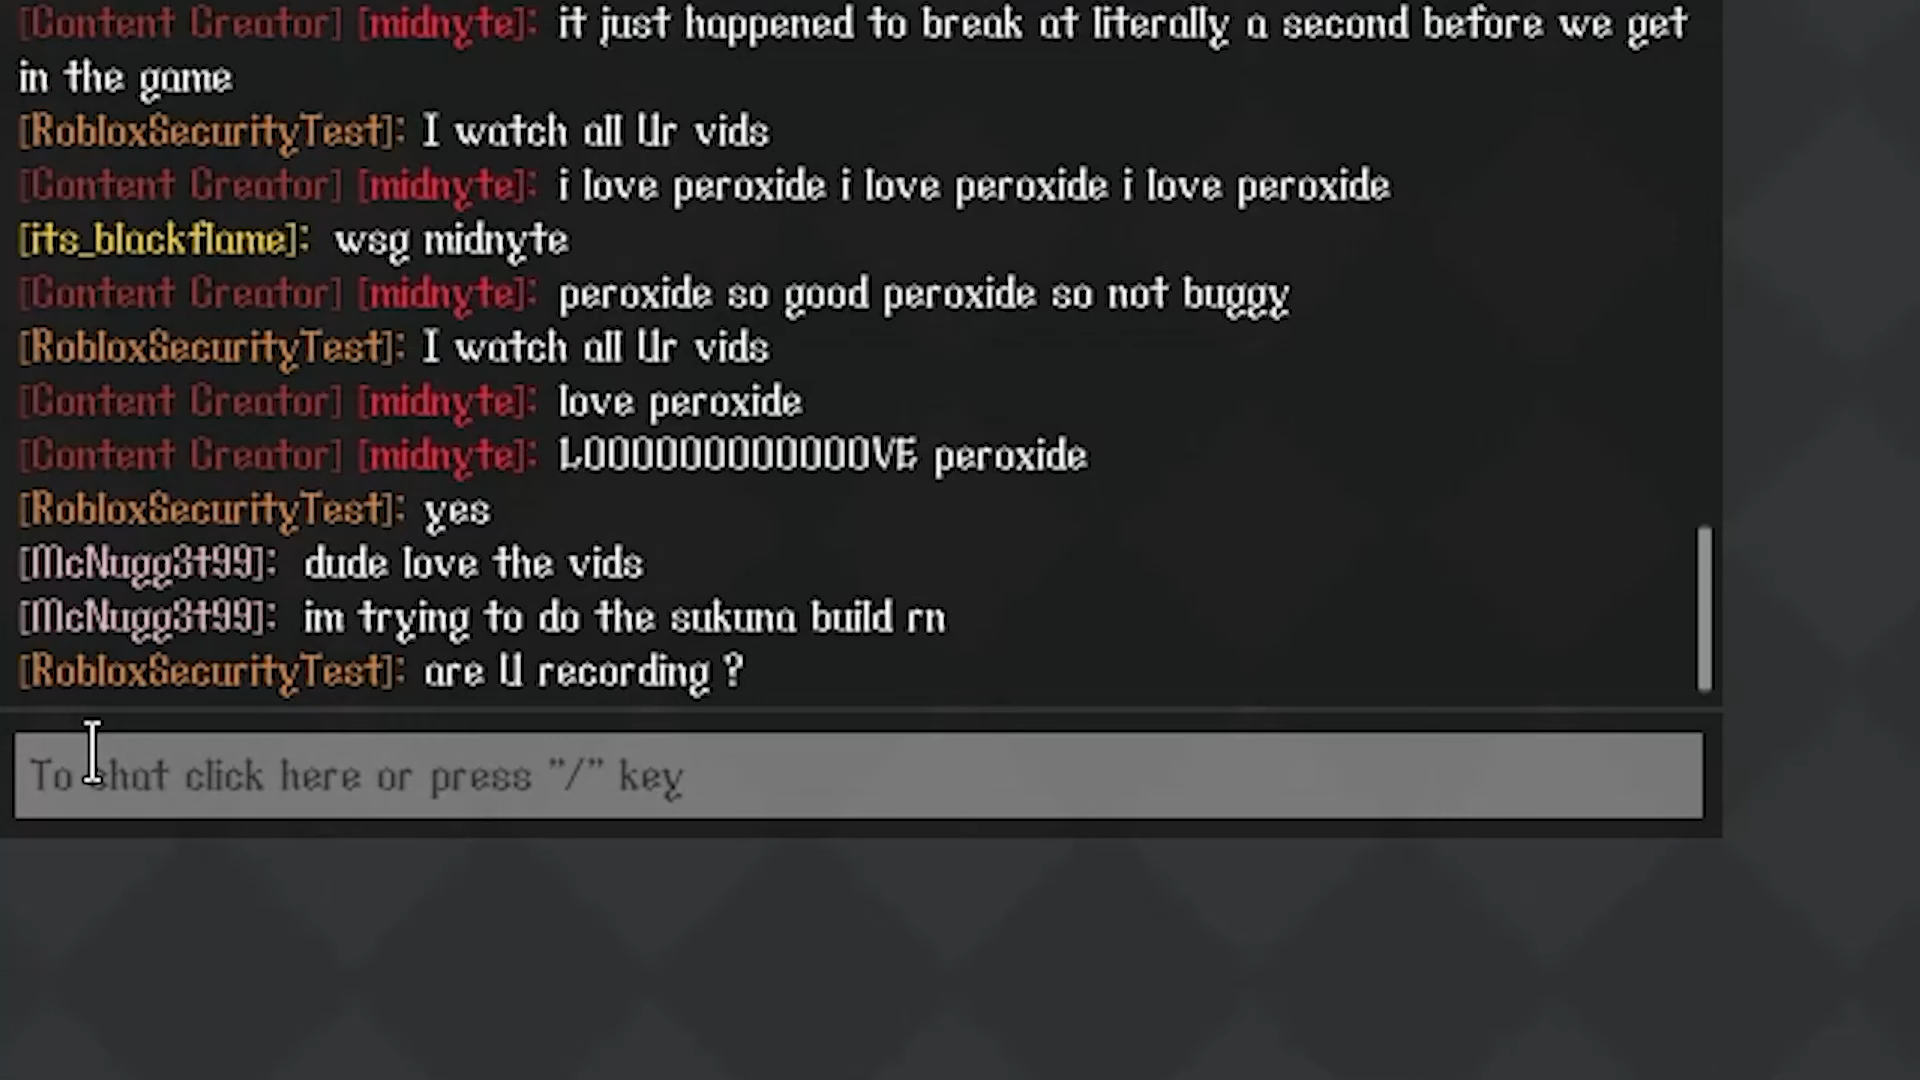 [Content Creator] [midnyte]: it just happened to break at literally a second before we get
in the game
[RobloxSecurityTest]: I watch all Ur vids
[Content Creator] [midnyte]: i love peroxide i love peroxide i love peroxide
[its_blackflame]: wsg midnyte
[Content Creator] [midnyte]: peroxide so good peroxide so not buggy
[RobloxSecurityTest]: I watch all Ur vids
[Content Creator] [midnyte]: love peroxide
[Content Creator] [midnyte]: LOOOOOOOOOOOOOVE peroxide
[RobloxSecurityTest]: yes
[McNugg3t99]: dude love the vids
[McNugg3t99]: im trying to do the sukuna build rn
[RobloxSecurityTest]: are U recording ?
To chat click here or press "/" key